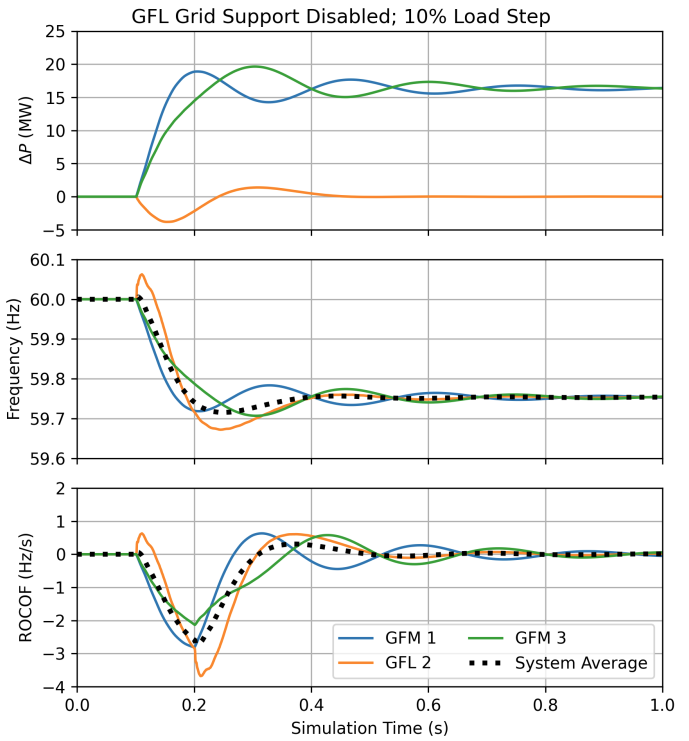 GFL Grid Support Disabled; 10% Load Step
25
20
15
10
5
0
−5
ΔP (MW)
60.1
60.0
59.9
59.8
59.7
59.6
Frequency (Hz)
2
1
0
−1
−2
−3
−4
ROCOF (Hz/s)
GFM 1
GFL 2
GFM 3
System Average
0.0 0.2 0.4 0.6 0.8 1.0
Simulation Time (s)